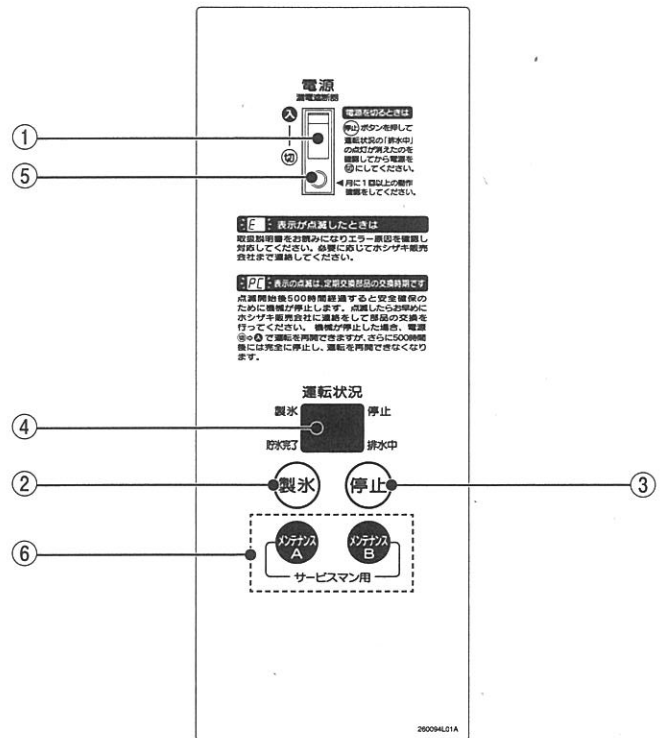 電源
漏電遮断器
入
切
電源を切るときは
停止ボタンを押して
運転状況の「排水中」
の点灯が消えたのを
確認してから電源を
切にしてください。
◀月に1回以上の動作
確認をしてください。
①
⑤
E 表示が点滅したときは
取扱説明書をお読みになりエラー原因を確認し
対応してください。必要に応じてホシザキ販売
会社まで連絡してください。
PC 表示の点滅は、定期交換部品の交換時期です
点滅開始後500時間経過すると安全確保の
ために機械が停止します。点滅したらお早めに
ホシザキ販売会社に連絡をして部品の交換を
行ってください。機械が停止した場合、電源
切⇨入で運転を再開できますが、さらに500時間
後には完全に停止し、運転を再開できなくなり
ます。
運転状況
製氷 停止
④
貯氷完了 排水中
② 製氷 停止 ③
⑥
メンテナンス
A
メンテナンス
B
サービスマン用
260094L01A